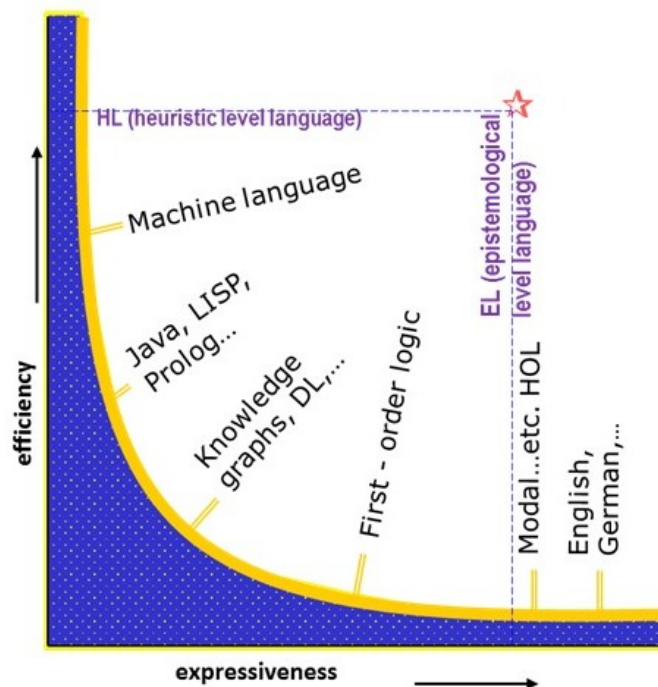 HL (heuristic level language)
EL (epistemological
level language)
Machine language
Java, LISP,
Prolog...
Knowledge
graphs, DL,...
First - order logic
Modal...etc. HOL
English,
German,...
efficiency
expressiveness